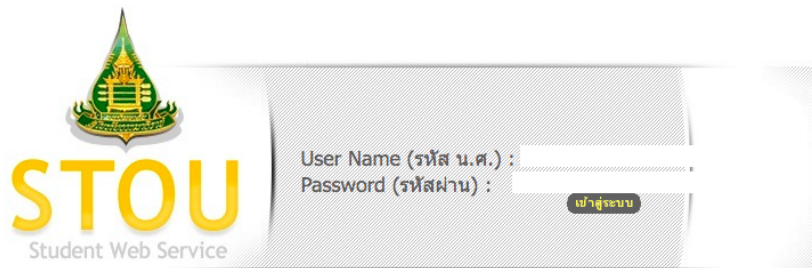 STOU
Student Web Service
User Name (รหัส น.ศ.) :
Password (รหัสผ่าน) :
เข้าสู่ระบบ